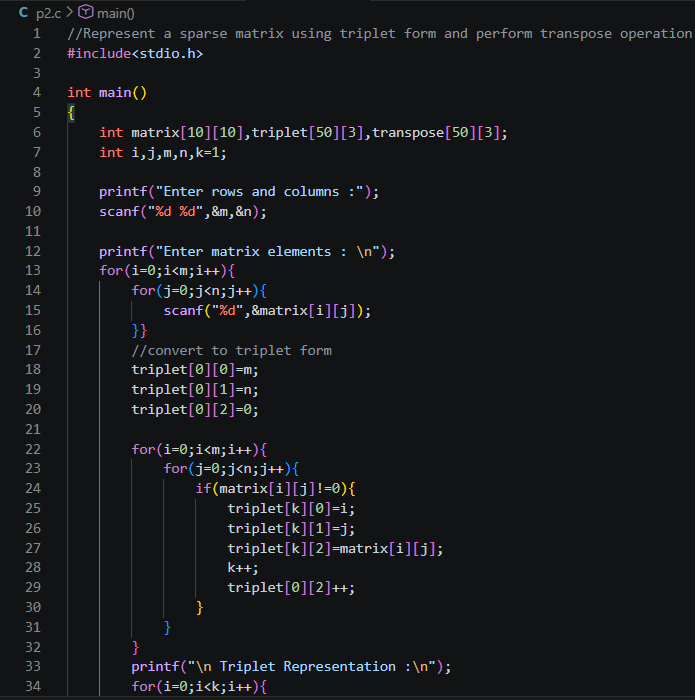 C p2.c > main()
1 //Represent a sparse matrix using triplet form and perform transpose operation
2 #include<stdio.h>
3
4 int main()
5 {
6     int matrix[10][10],triplet[50][3],transpose[50][3];
7     int i,j,m,n,k=1;
8
9     printf("Enter rows and columns :");
10     scanf("%d %d",&m,&n);
11
12     printf("Enter matrix elements : \n");
13     for(i=0;i<m;i++){
14         for(j=0;j<n;j++){
15             scanf("%d",&matrix[i][j]);
16         }}
17         //convert to triplet form
18         triplet[0][0]=m;
19         triplet[0][1]=n;
20         triplet[0][2]=0;
21
22         for(i=0;i<m;i++){
23             for(j=0;j<n;j++){
24                 if(matrix[i][j]!=0){
25                     triplet[k][0]=i;
26                     triplet[k][1]=j;
27                     triplet[k][2]=matrix[i][j];
28                     k++;
29                     triplet[0][2]++;
30                 }
31             }
32         }
33         printf("\n Triplet Representation :\n");
34         for(i=0;i<k;i++){